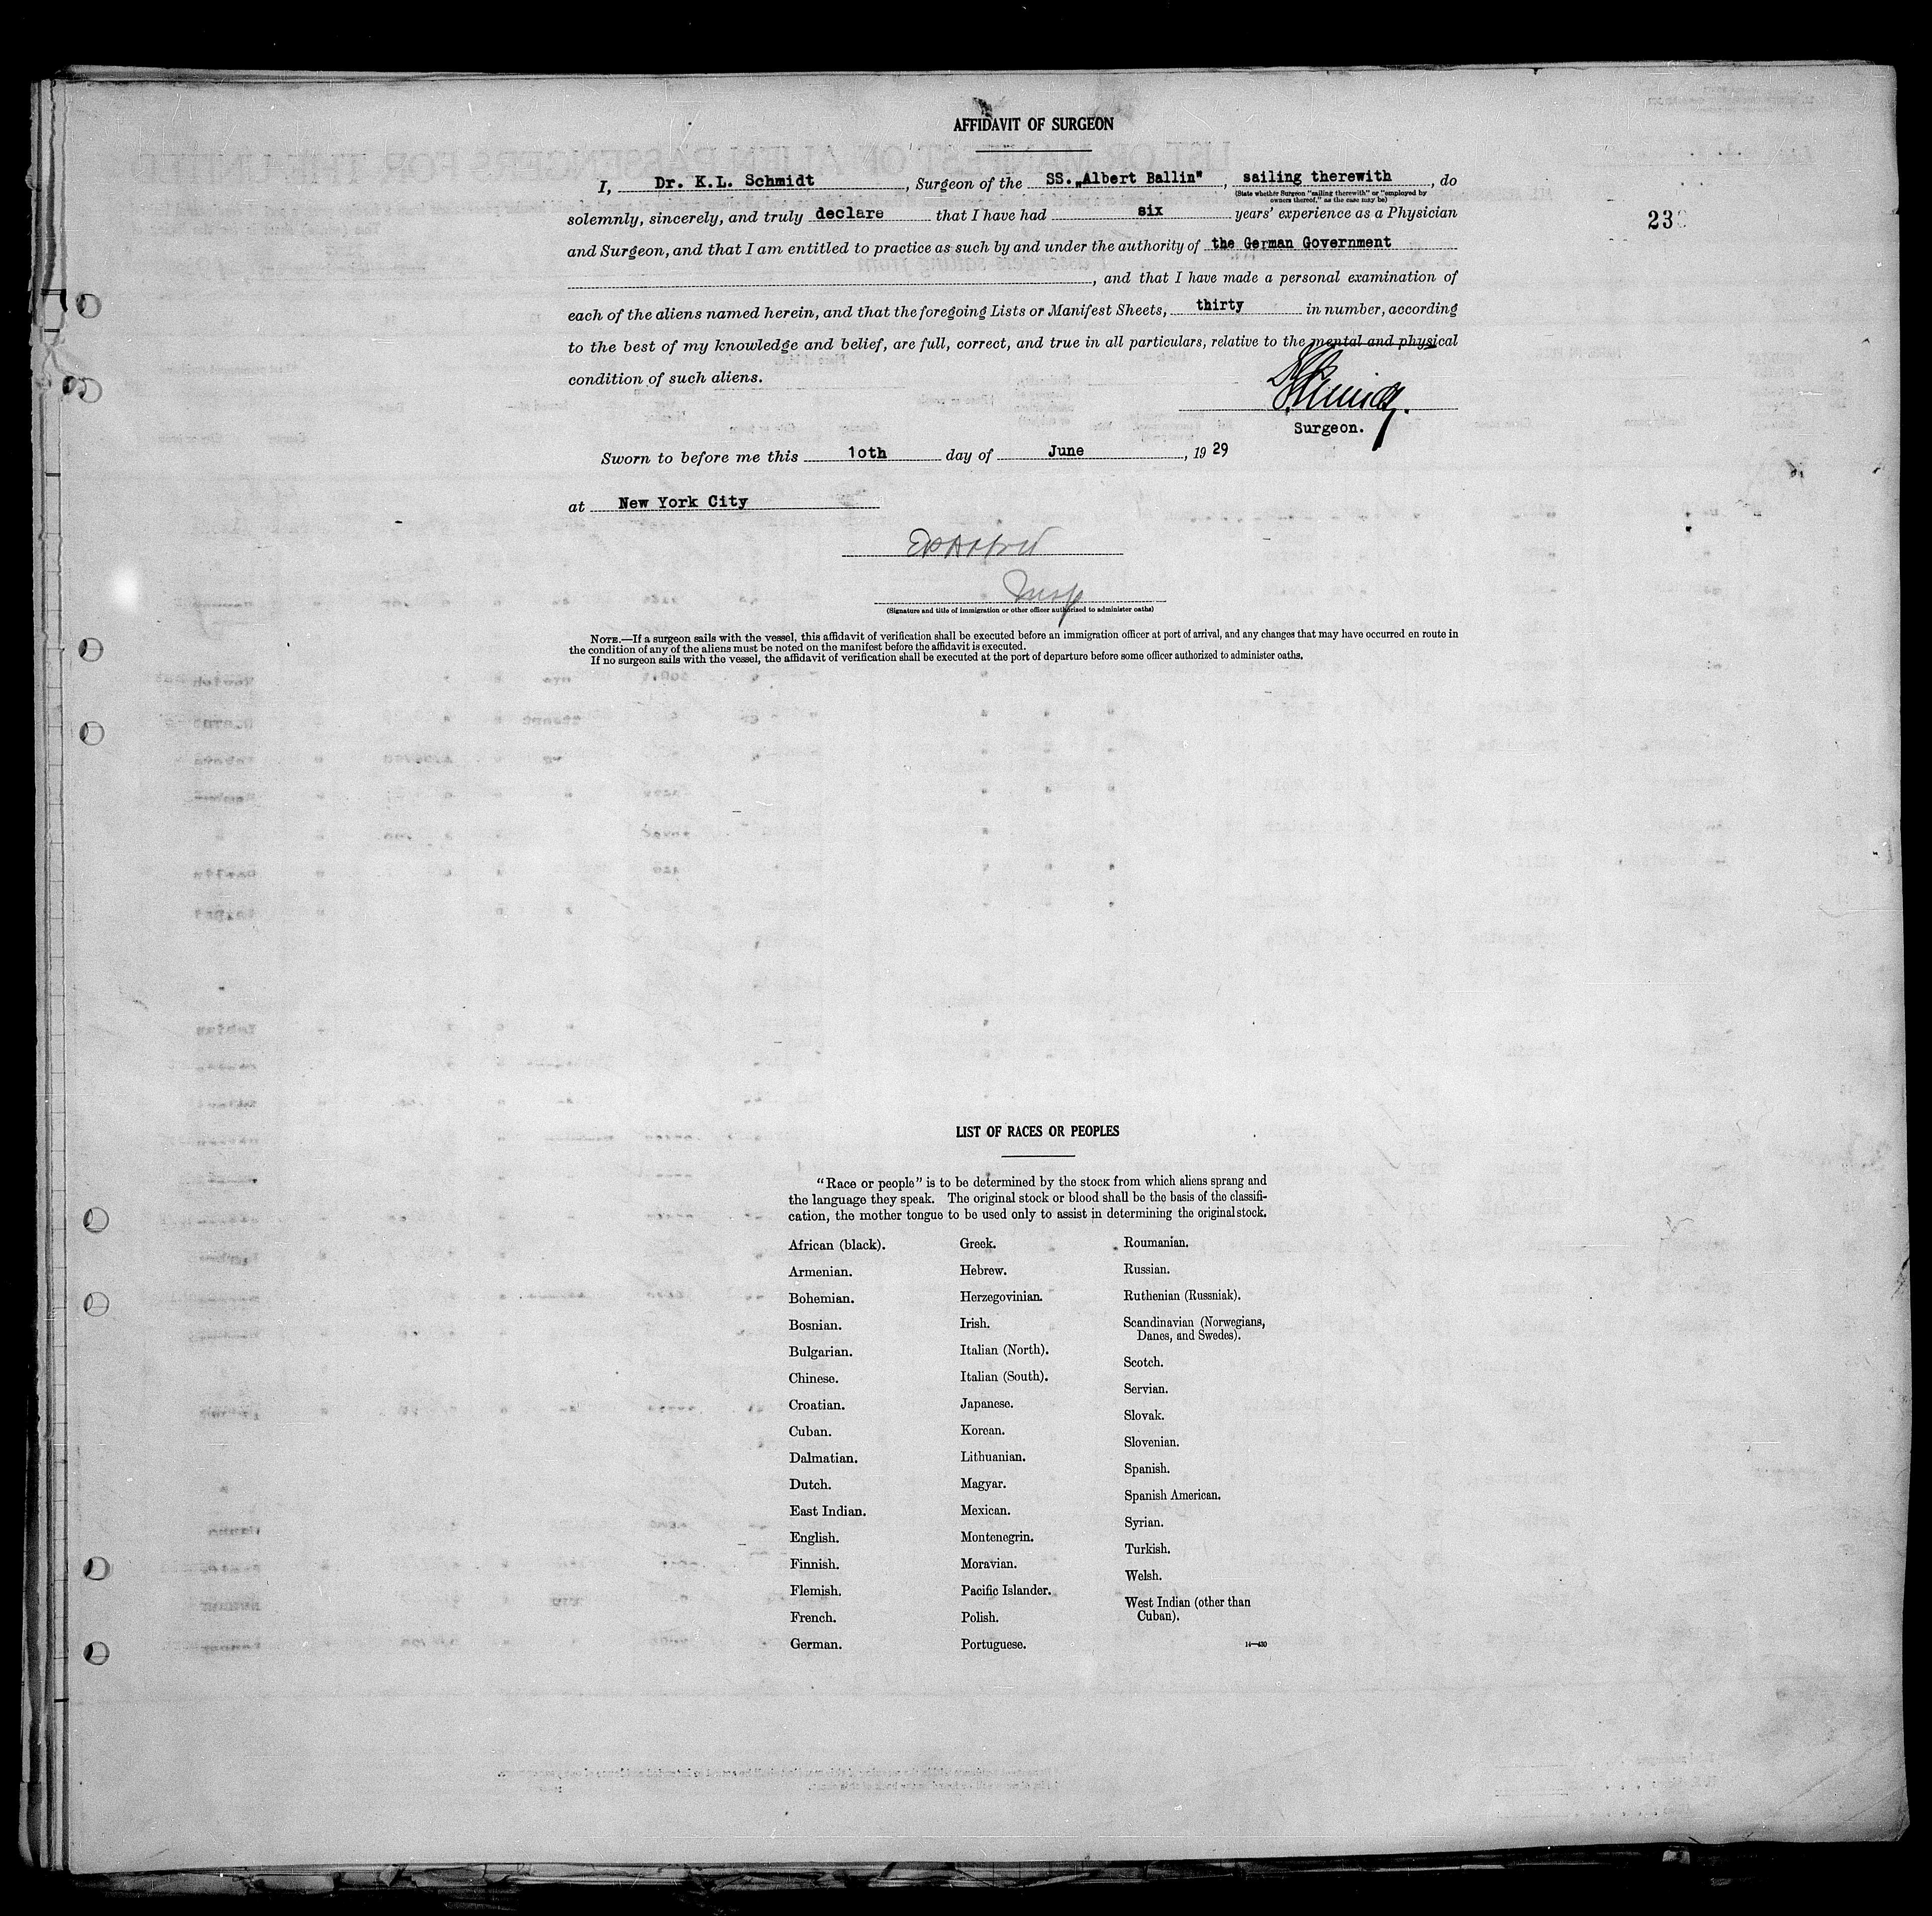 AFFIDAVIT OF SURGEON
23
I, Dr. K.L. Schmidt, Surgeon of the SS. „Albert Ballin", sailing therewith, do
(State whether Surgeon "sailing therewith" or "employed by owners thereof," as the case may be)
solemnly, sincerely, and truly declare that I have had six years' experience as a Physician
and Surgeon, and that I am entitled to practice as such by and under the authority of the German Government
, and that I have made a personal examination of
each of the aliens named herein, and that the foregoing Lists or Manifest Sheets, thirty in number, according
to the best of my knowledge and belief, are full, correct, and true in all particulars, relative to the mental and physical
condition of such aliens.
Surgeon.
Sworn to before me this 1oth day of June, 1929
at New York City
Insp
(Signature and title of immigration or other officer authorized to administer oaths)
NOTE.—If a surgeon sails with the vessel, this affidavit of verification shall be executed before an immigration officer at port of arrival, and any changes that may have occurred en route in
the condition of any of the aliens must be noted on the manifest before the affidavit is executed.
If no surgeon sails with the vessel, the affidavit of verification shall be executed at the port of departure before some officer authorized to administer oaths.
LIST OF RACES OR PEOPLES
"Race or people" is to be determined by the stock from which aliens sprang and
the language they speak. The original stock or blood shall be the basis of the classifi-
cation, the mother tongue to be used only to assist in determining the original stock.
African (black).
Armenian.
Bohemian.
Bosnian.
Bulgarian.
Chinese.
Croatian.
Cuban.
Dalmatian.
Dutch.
East Indian.
English.
Finnish.
Flemish.
French.
German.
Greek.
Hebrew.
Herzegovinian.
Irish.
Italian (North).
Italian (South).
Japanese.
Korean.
Lithuanian.
Magyar.
Mexican.
Montenegrin.
Moravian.
Pacific Islander.
Polish.
Portuguese.
Roumanian.
Russian.
Ruthenian (Russniak).
Scandinavian (Norwegians,
Danes, and Swedes).
Scotch.
Servian.
Slovak.
Slovenian.
Spanish.
Spanish American.
Syrian.
Turkish.
Welsh.
West Indian (other than
Cuban).
14—430